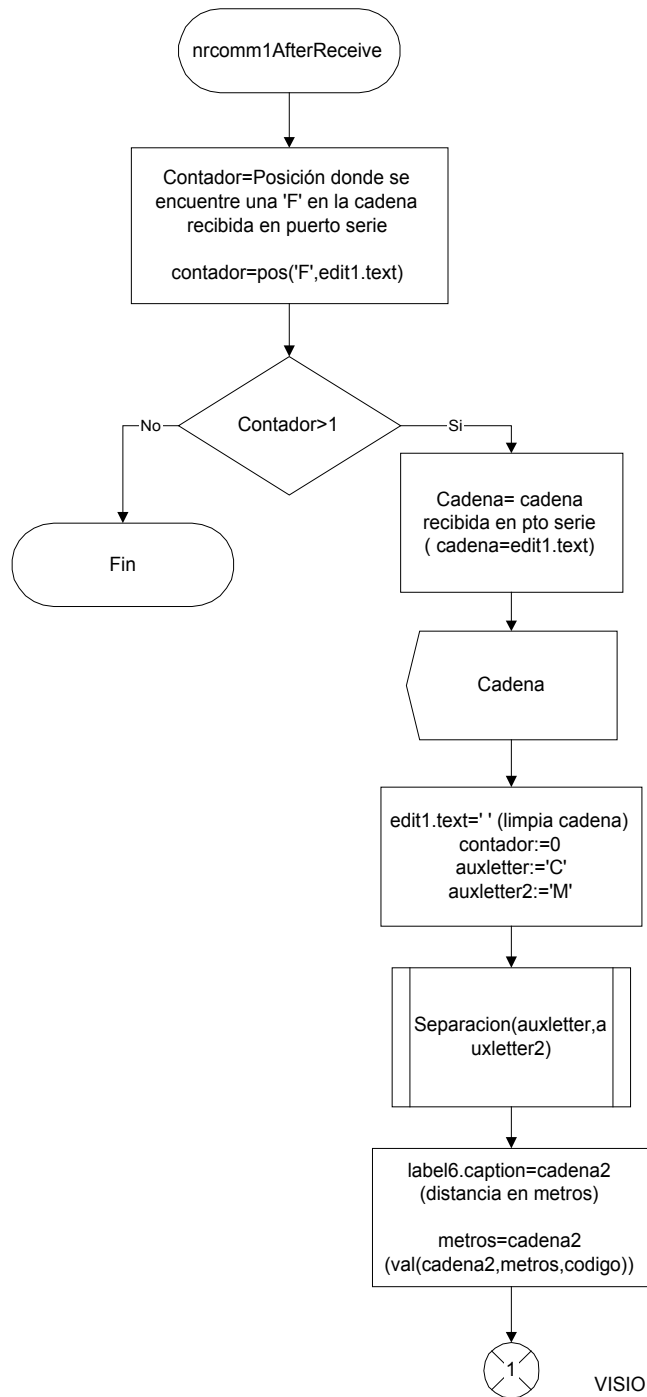 nrcomm1AfterReceive
Contador=Posición donde se
encuentre una 'F' en la cadena
recibida en puerto serie
contador=pos('F',edit1.text)
Contador>1
No
Si
Fin
Cadena= cadena
recibida en pto serie
( cadena=edit1.text)
Cadena
edit1.text=' ' (limpia cadena)
contador:=0
auxletter:='C'
auxletter2:='M'
Separacion(auxletter,a
uxletter2)
label6.caption=cadena2
(distancia en metros)
metros=cadena2
(val(cadena2,metros,codigo))
1
VISIO